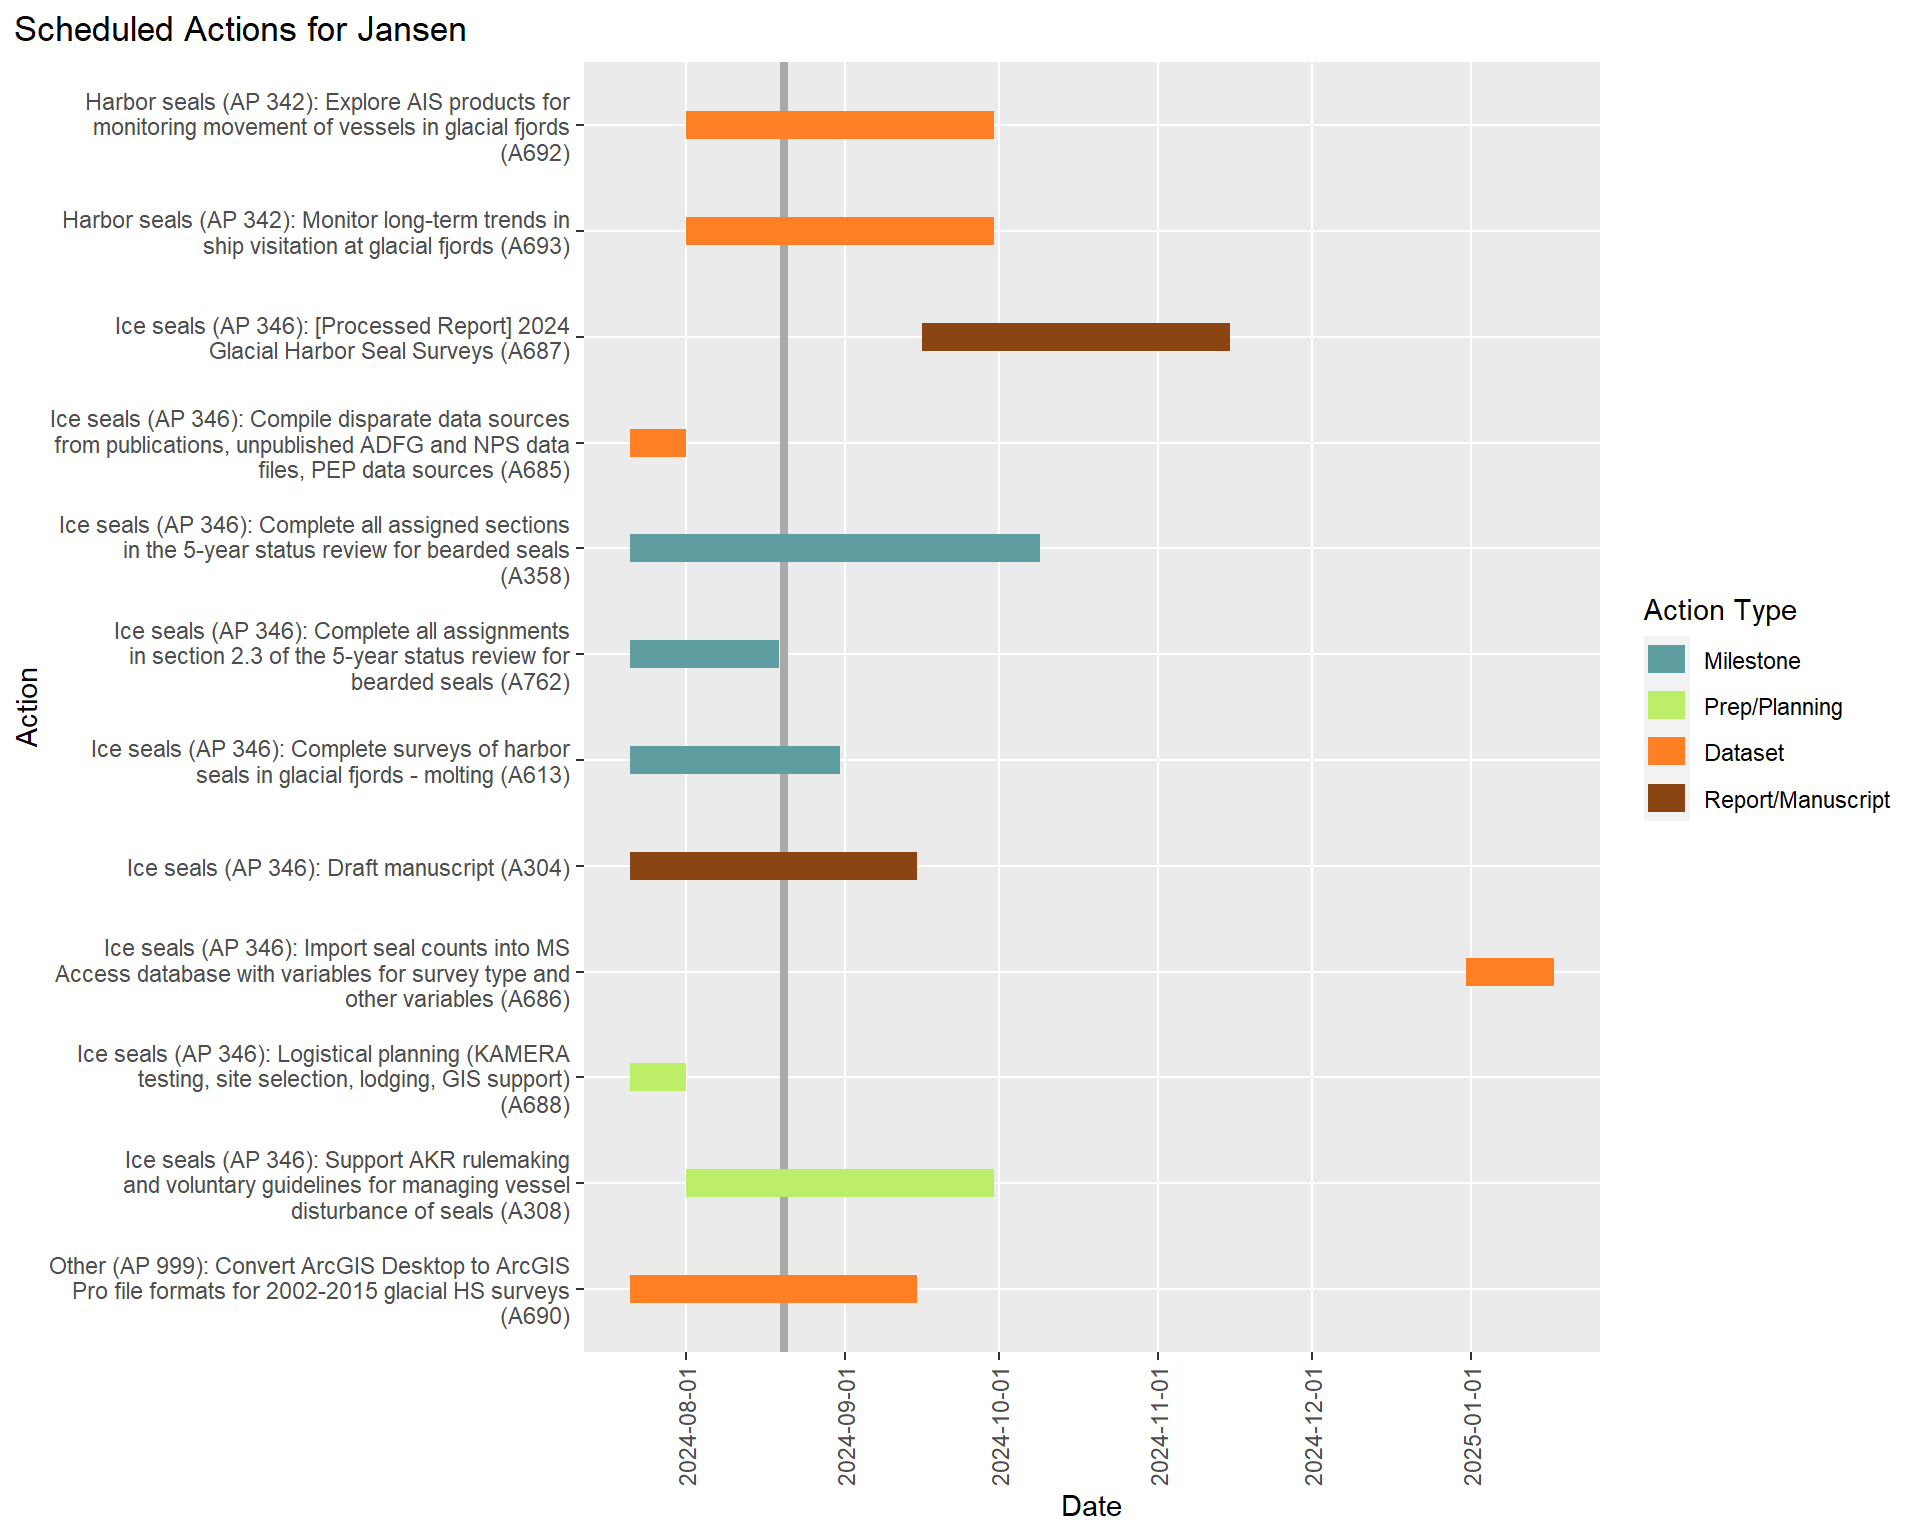 Scheduled Actions for Jansen
Harbor seals (AP 342): Explore AIS products for
monitoring movement of vessels in glacial fjords
(A692)
Harbor seals (AP 342): Monitor long-term trends in
ship visitation at glacial fjords (A693)
Ice seals (AP 346): [Processed Report] 2024
Glacial Harbor Seal Surveys (A687)
Ice seals (AP 346): Compile disparate data sources
from publications, unpublished ADFG and NPS data
files, PEP data sources (A685)
Ice seals (AP 346): Complete all assigned sections
in the 5-year status review for bearded seals
(A358)
Ice seals (AP 346): Complete all assignments
in section 2.3 of the 5-year status review for
bearded seals (A762)
Ice seals (AP 346): Complete surveys of harbor
seals in glacial fjords - molting (A613)
Ice seals (AP 346): Draft manuscript (A304)
Ice seals (AP 346): Import seal counts into MS
Access database with variables for survey type and
other variables (A686)
Ice seals (AP 346): Logistical planning (KAMERA
testing, site selection, lodging, GIS support)
(A688)
Ice seals (AP 346): Support AKR rulemaking
and voluntary guidelines for managing vessel
disturbance of seals (A308)
Other (AP 999): Convert ArcGIS Desktop to ArcGIS
Pro file formats for 2002-2015 glacial HS surveys
(A690)
Action
2024-08-01
2024-09-01
2024-10-01
2024-11-01
2024-12-01
2025-01-01
Date
Action Type
Milestone
Prep/Planning
Dataset
Report/Manuscript